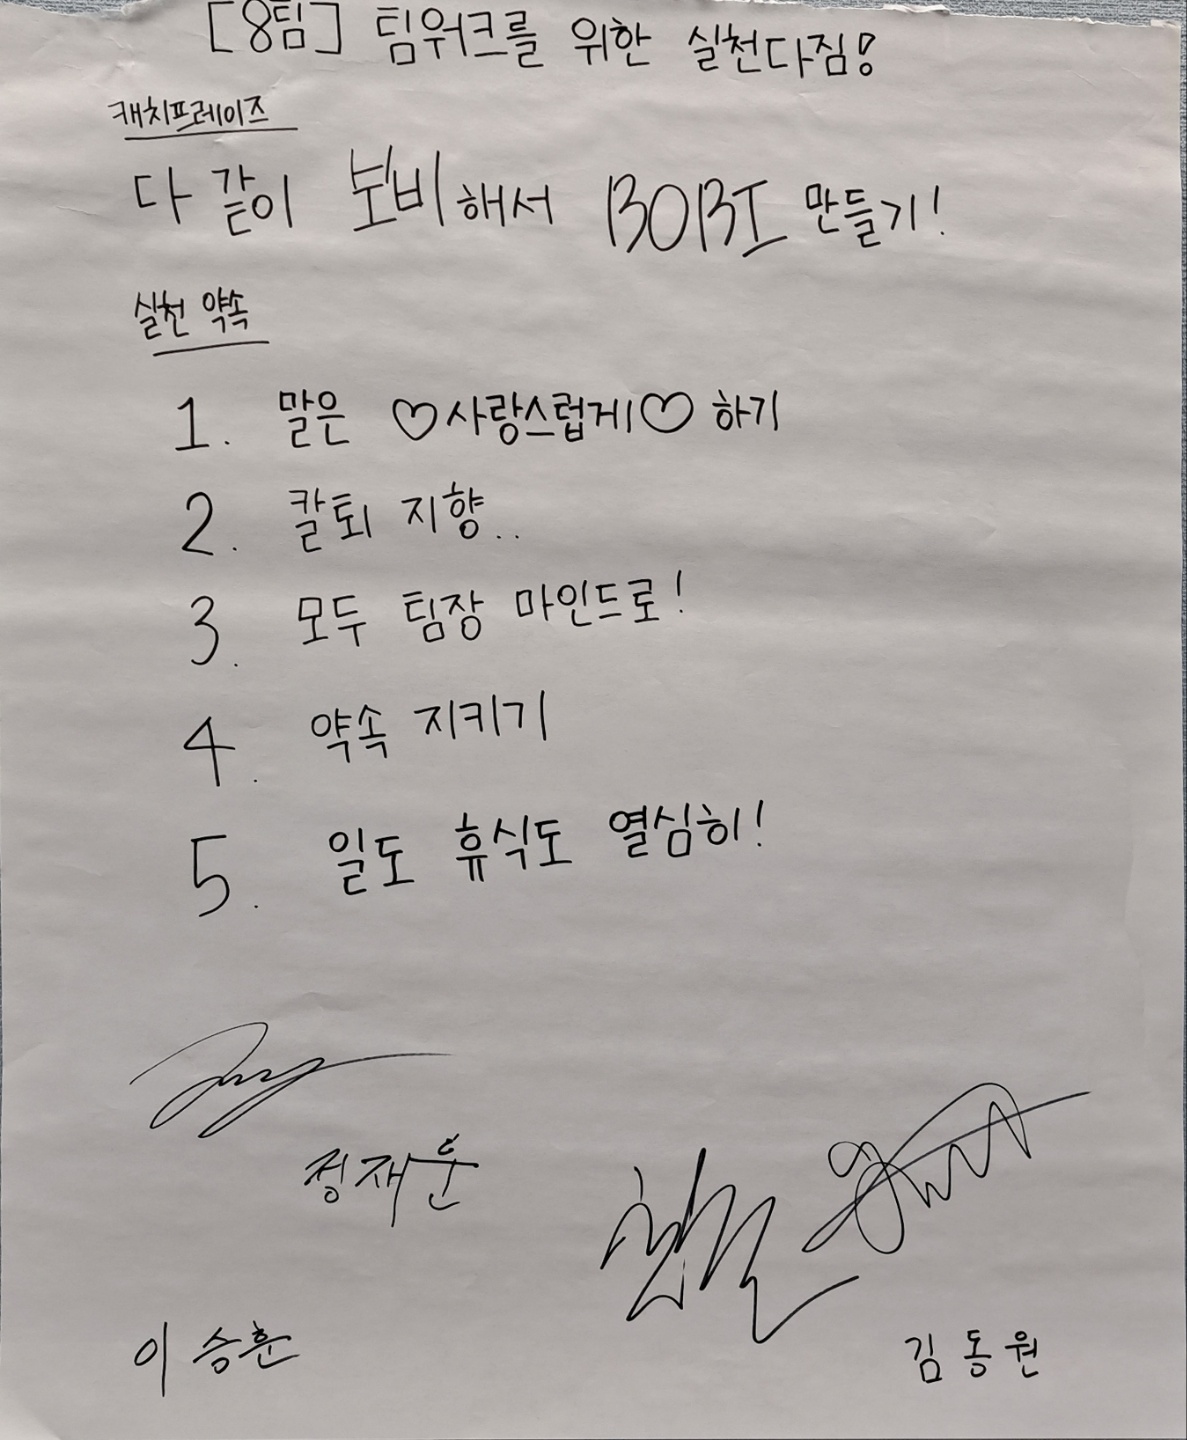 [8팀] 팀워크를 위한 실천다짐!
캐치프레이즈
다 같이 보비해서 BOBI 만들기!
실천 약속
1. 말은 ♡사랑스럽게♡ 하기
2. 칼퇴 지향..
3. 모두 팀장 마인드로!
4. 약속 지키기
5. 일도 휴식도 열심히!
정재훈
이승훈
김동원